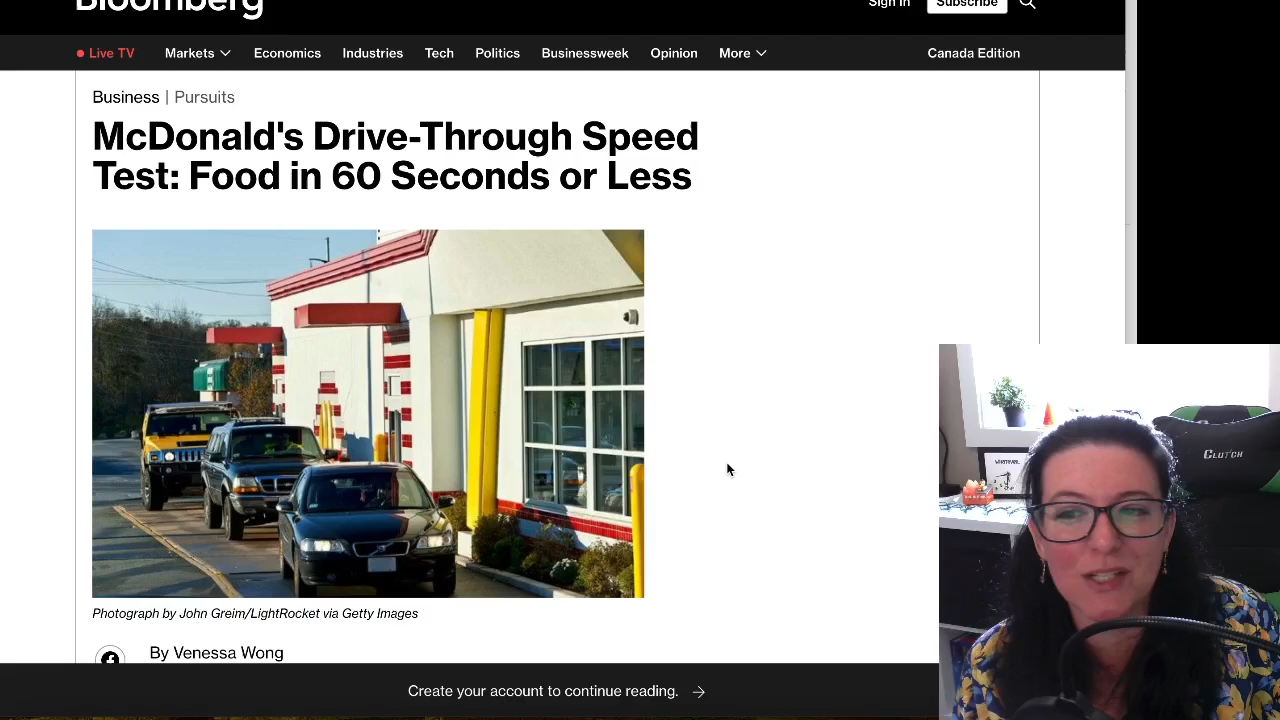 Bloomberg
Sign In
Subscribe
Live TV
Markets
Economics
Industries
Tech
Politics
Businessweek
Opinion
More
Canada Edition
Business | Pursuits
McDonald's Drive-Through Speed
Test: Food in 60 Seconds or Less
Photograph by John Greim/LightRocket via Getty Images
By Venessa Wong
Create your account to continue reading.
CLUTCH